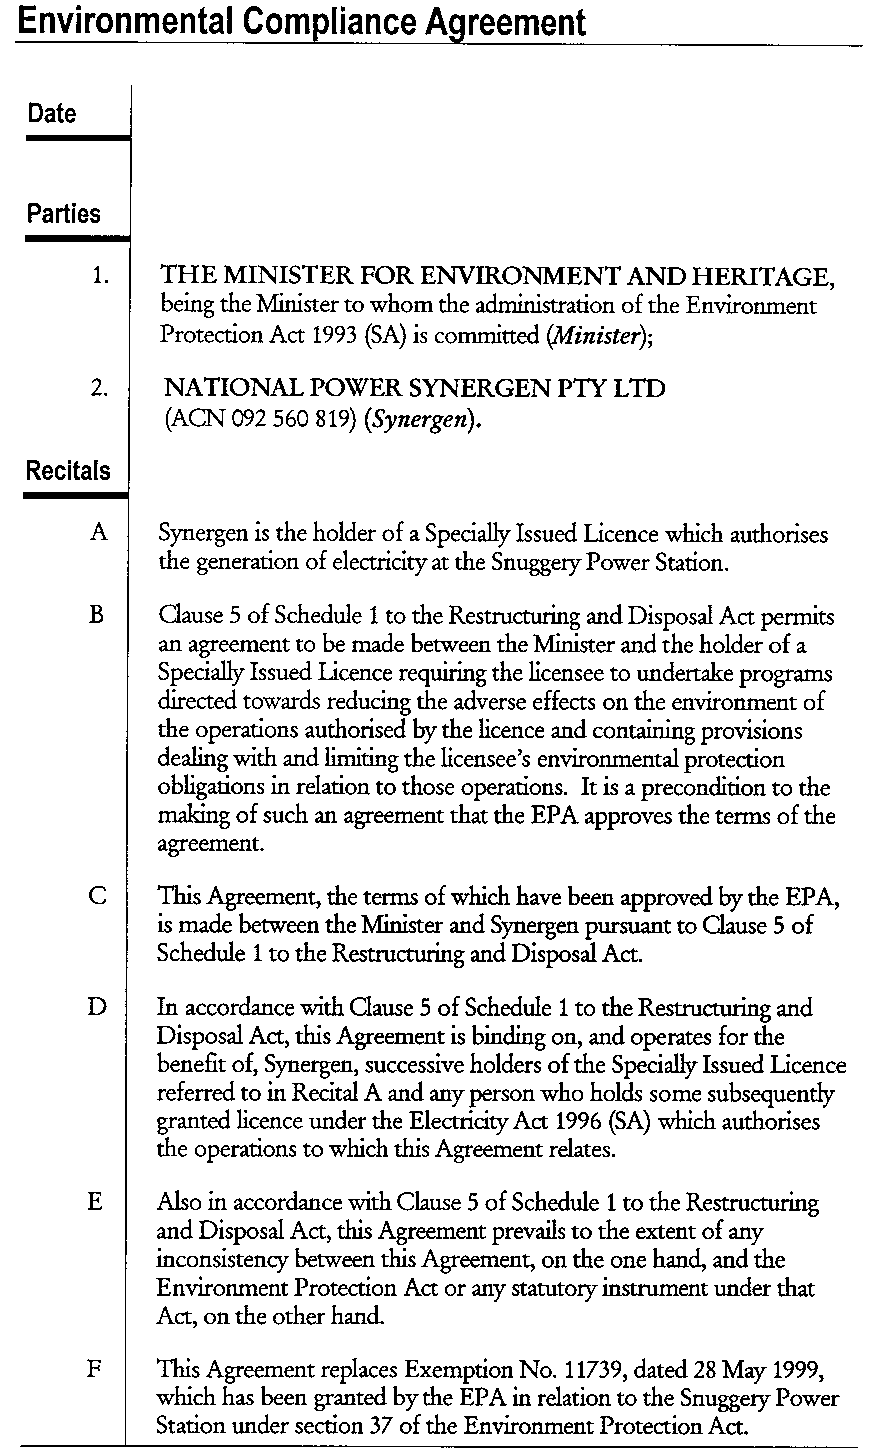 Environmental Compliance Agreement
Date
Parties
1. THE MINISTER FOR ENVIRONMENT AND HERITAGE,
being the Minister to whom the administration of the Environment
Protection Act 1993 (SA) is committed (Minister);
2. NATIONAL POWER SYNERGEN PTY LTD
(ACN 092 560 819) (Synergen).
Recitals
A Synergen is the holder of a Specially Issued Licence which authorises
the generation of electricity at the Snuggery Power Station.
B Clause 5 of Schedule 1 to the Restructuring and Disposal Act permits
an agreement to be made between the Minister and the holder of a
Specially Issued Licence requiring the licensee to undertake programs
directed towards reducing the adverse effects on the environment of
the operations authorised by the licence and containing provisions
dealing with and limiting the licensee's environmental protection
obligations in relation to those operations. It is a precondition to the
making of such an agreement that the EPA approves the terms of the
agreement.
C This Agreement, the terms of which have been approved by the EPA,
is made between the Minister and Synergen pursuant to Clause 5 of
Schedule 1 to the Restructuring and Disposal Act.
D In accordance with Clause 5 of Schedule 1 to the Restructuring and
Disposal Act, this Agreement is binding on, and operates for the
benefit of, Synergen, successive holders of the Specially Issued Licence
referred to in Recital A and any person who holds some subsequently
granted licence under the Electricity Act 1996 (SA) which authorises
the operations to which this Agreement relates.
E Also in accordance with Clause 5 of Schedule 1 to the Restructuring
and Disposal Act, this Agreement prevails to the extent of any
inconsistency between this Agreement, on the one hand, and the
Environment Protection Act or any statutory instrument under that
Act, on the other hand.
F This Agreement replaces Exemption No. 11739, dated 28 May 1999,
which has been granted by the EPA in relation to the Snuggery Power
Station under section 37 of the Environment Protection Act.